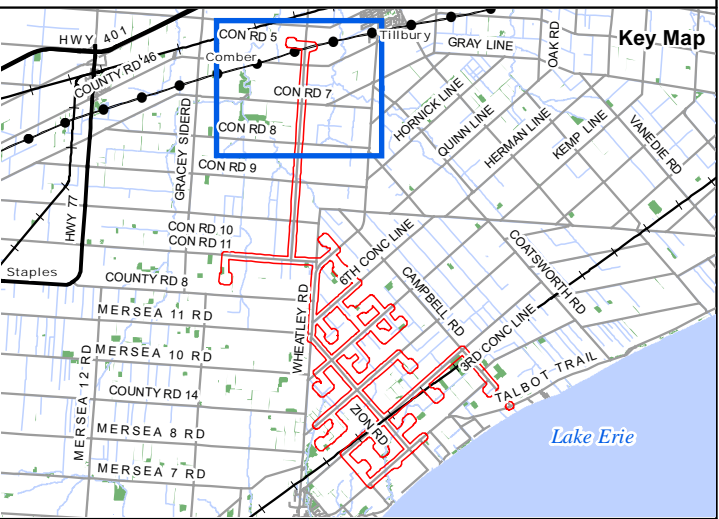 Key Map
HWY 401
CON RD 5
Tillbury
GRAY LINE
OAK RD
COUNTY RD 46
Comber
CON RD 7
HORNICK LINE
QUINN LINE
HERMAN LINE
KEMP LINE
VANEDIE RD
CON RD 8
GRACEY SIDERD
CON RD 9
HWY 77
CON RD 10
CON RD 11
6TH CONC LINE
COATSWORTH RD
Staples
COUNTY RD 8
CAMPBELL RD
MERSEA 11 RD
WHEATLEY RD
3RD CONC LINE
MERSEA 10 RD
MERSEA 12 RD
COUNTY RD 14
TALBOT TRAIL
ZION RD
MERSEA 8 RD
Lake Erie
MERSEA 7 RD